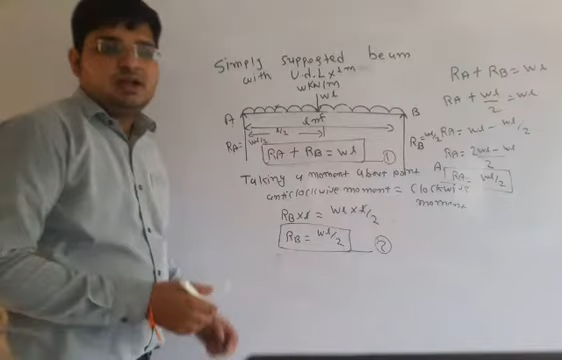 Simply supported beam
with U.d.L
wkN/m
wl
A
B
l mt
l/2
RA = wl/2
RB = wl/2
RA + RB = wl ①
Taking a moment about point A,
anticlockwise moment = clockwise moment
RB x l = wl x l/2
RB = wl/2 ②
RA + RB = wl
RA + wl/2 = wl
RA = wl - wl/2
RA = 2wl - wl / 2
RA = wl/2